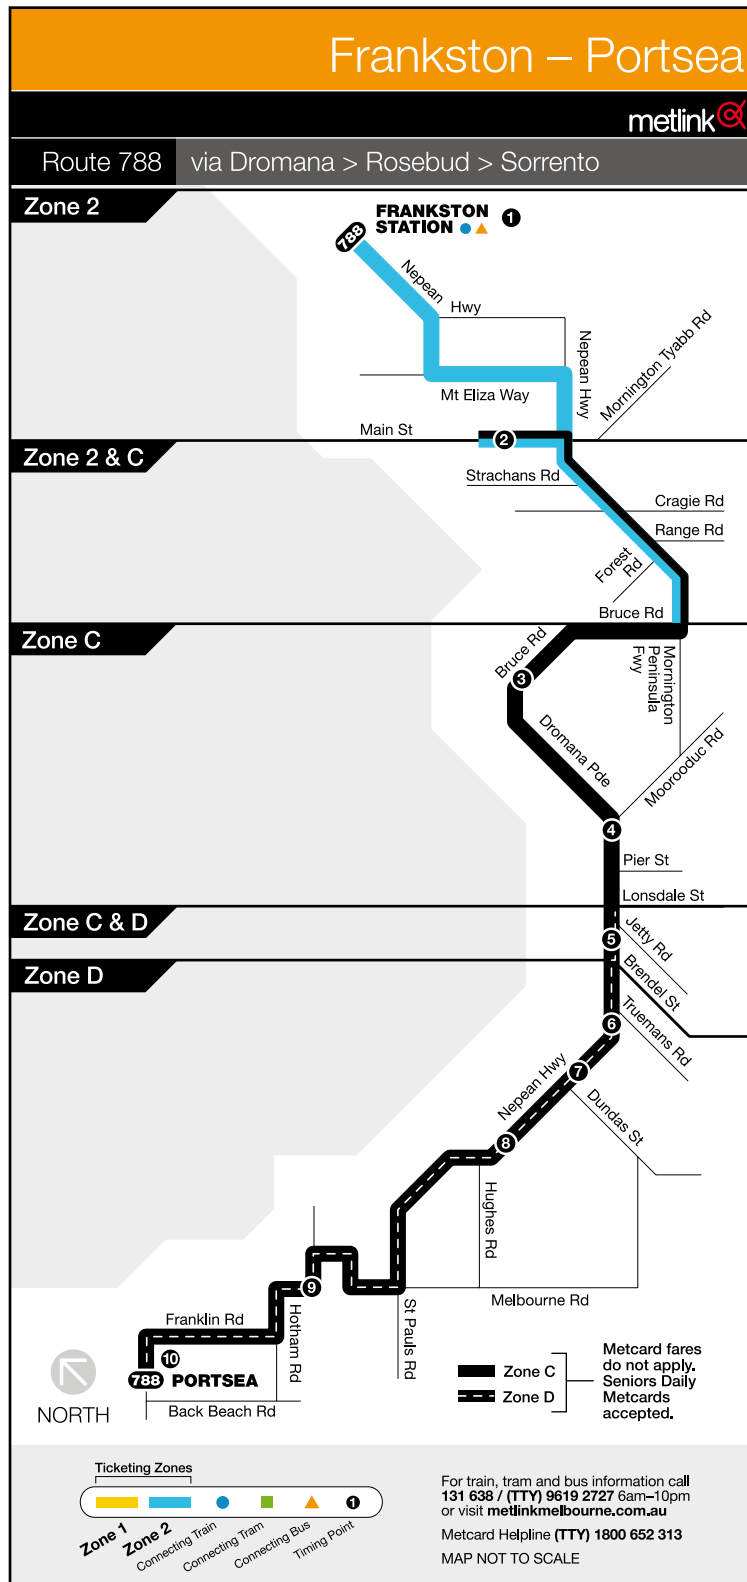 Frankston – Portsea
metlink
Route 788
via Dromana > Rosebud > Sorrento
Zone 2
FRANKSTON
STATION
1
788
Nepean
Hwy
Nepean Hwy
Mornington Tyabb Rd
Mt Eliza Way
Main St
2
Zone 2 & C
Strachans Rd
Cragie Rd
Range Rd
Forest
Rd
Bruce Rd
Zone C
Bruce Rd
Mornington
Peninsula
Fwy
3
Dromana Pde
Moorooduc Rd
4
Pier St
Lonsdale St
Zone C & D
5
Jetty Rd
Zone D
Brendel St
6
Truemans Rd
Nepean Hwy
7
Dundas St
8
Hughes Rd
9
Melbourne Rd
Hotham Rd
St Pauls Rd
Franklin Rd
10
788 PORTSEA
Back Beach Rd
NORTH
Zone C
Zone D
Metcard fares
do not apply.
Seniors Daily
Metcards
accepted.
Ticketing Zones
Zone 1
Zone 2
Connecting Train
Connecting Tram
Connecting Bus
1
Timing Point
For train, tram and bus information call
131 638 / (TTY) 9619 2727 6am–10pm
or visit metlinkmelbourne.com.au
Metcard Helpline (TTY) 1800 652 313
MAP NOT TO SCALE